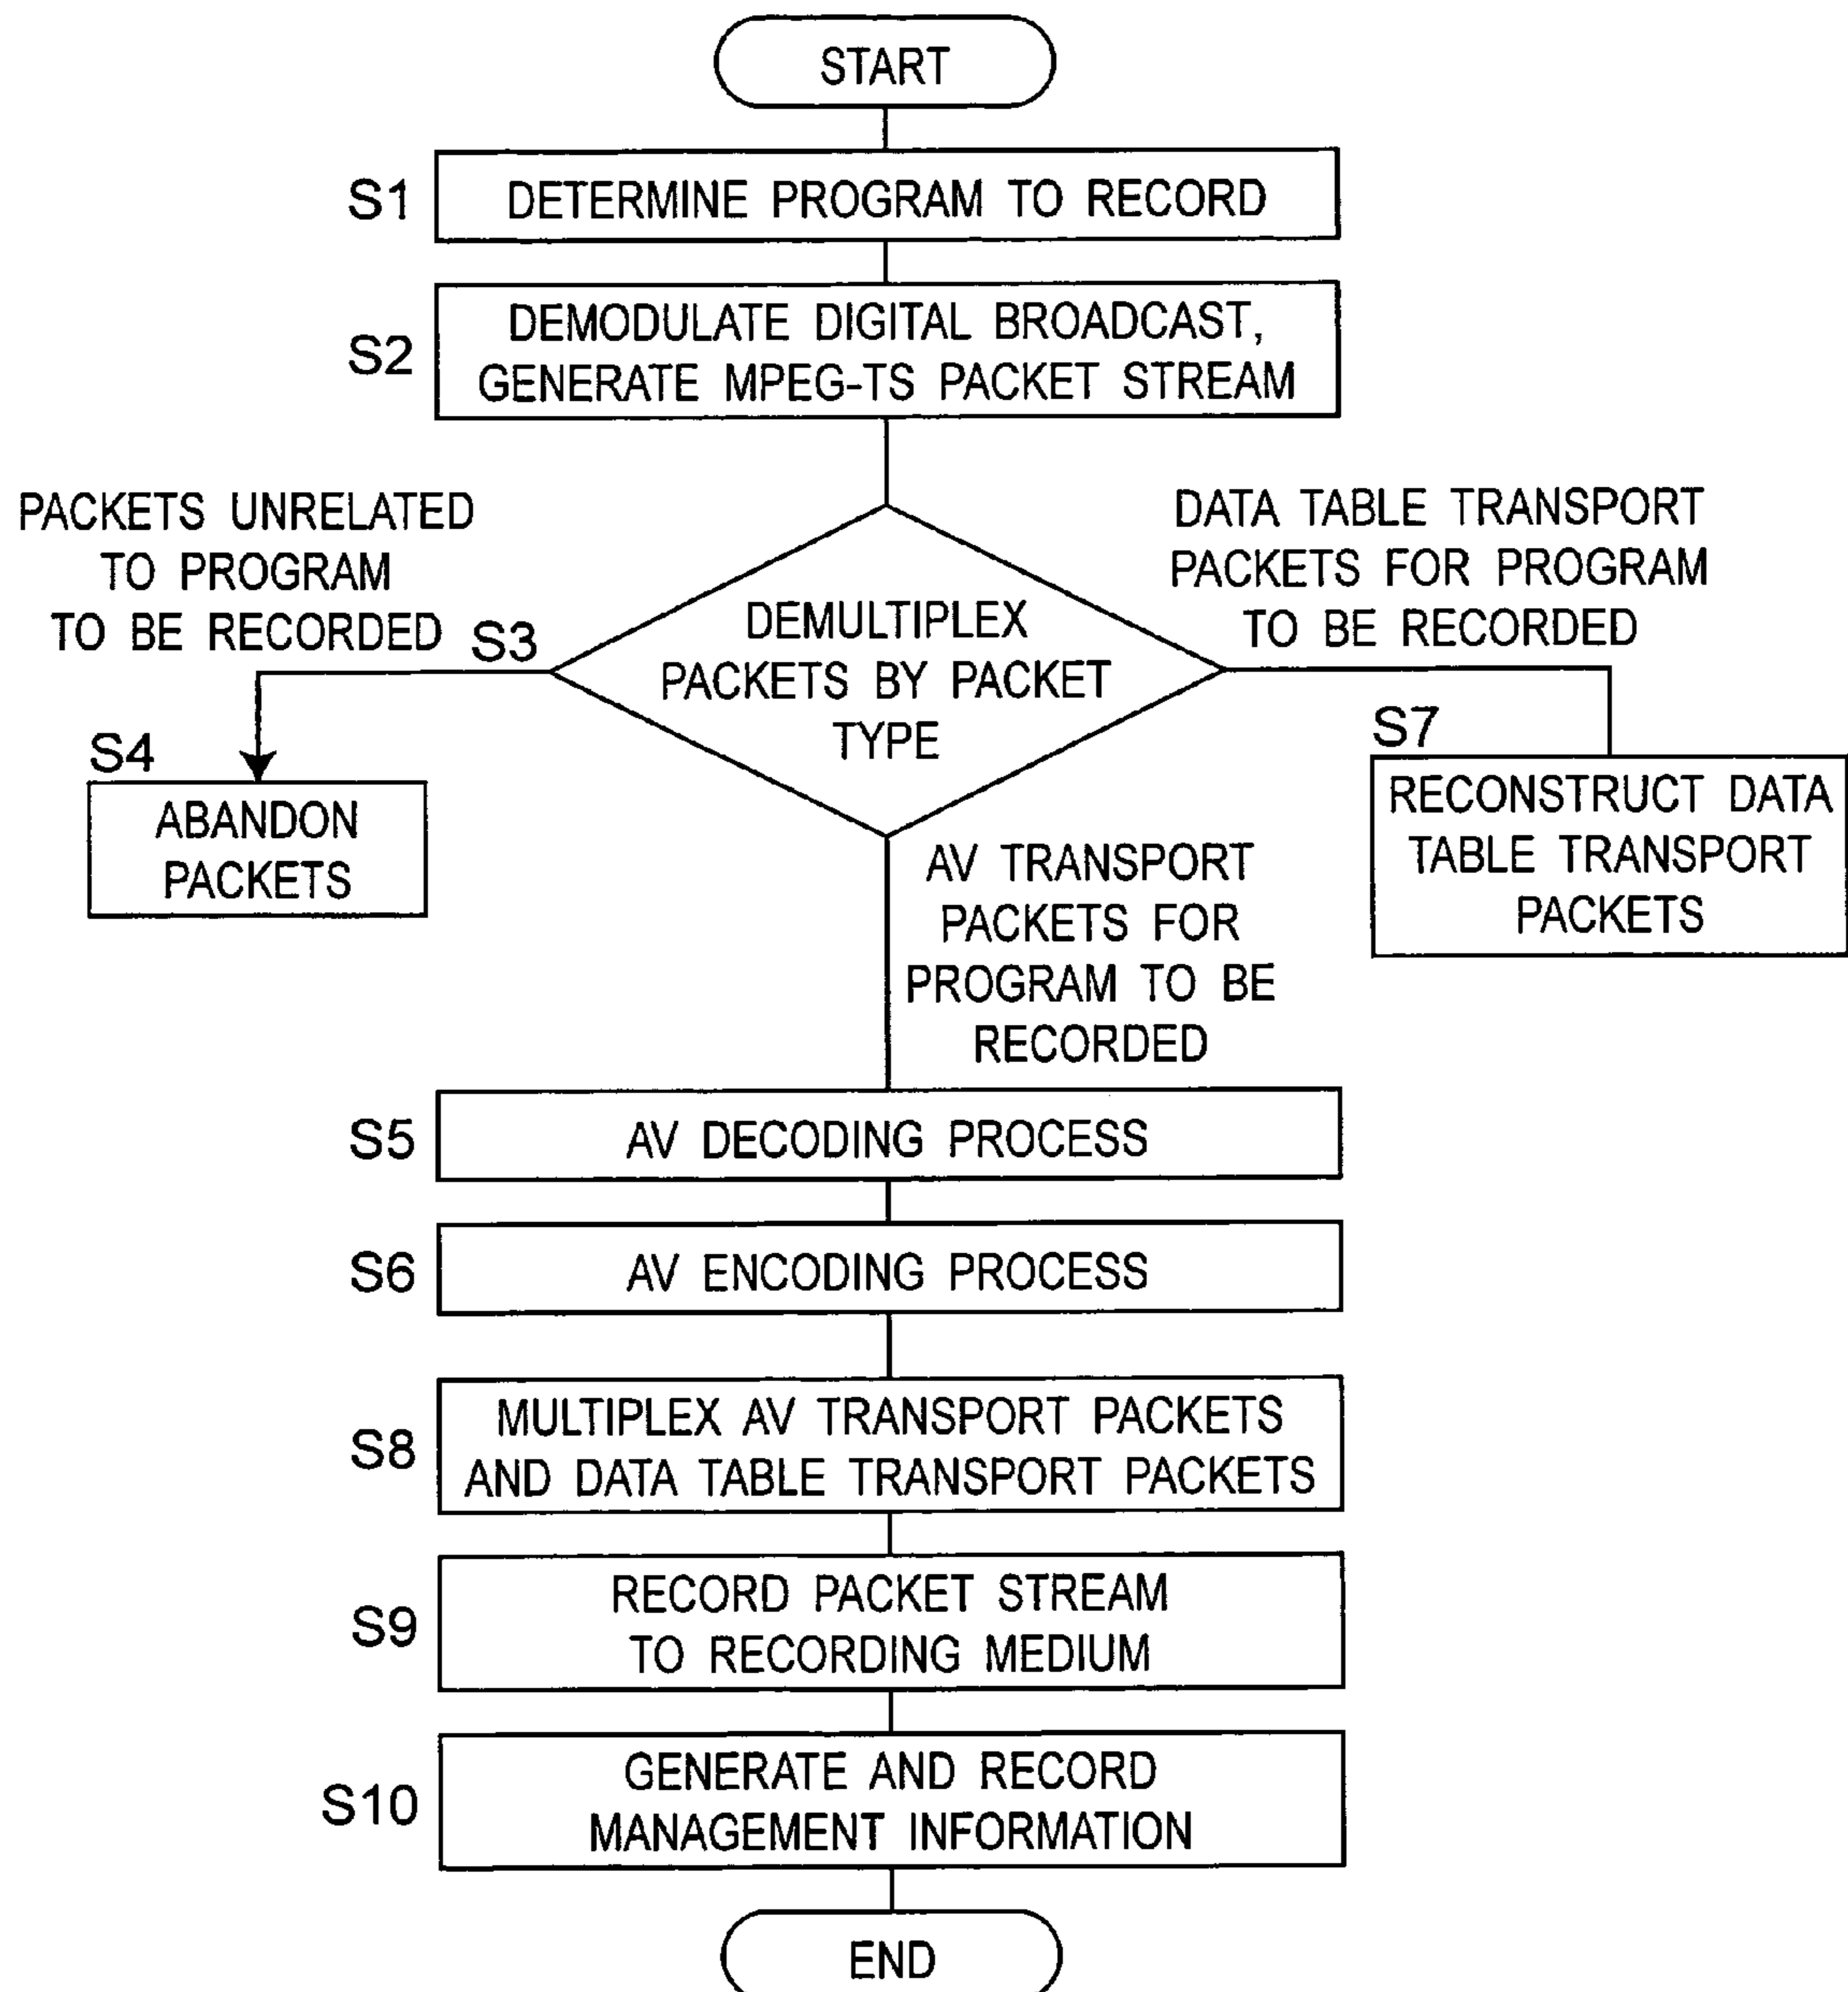 START
S1
DETERMINE PROGRAM TO RECORD
S2
DEMODULATE DIGITAL BROADCAST,
GENERATE MPEG-TS PACKET STREAM
PACKETS UNRELATED
TO PROGRAM
TO BE RECORDED
DATA TABLE TRANSPORT
PACKETS FOR PROGRAM
TO BE RECORDED
S3
DEMULTIPLEX
PACKETS BY PACKET
TYPE
S4
ABANDON
PACKETS
S7
RECONSTRUCT DATA
TABLE TRANSPORT
PACKETS
AV TRANSPORT
PACKETS FOR
PROGRAM TO BE
RECORDED
S5
AV DECODING PROCESS
S6
AV ENCODING PROCESS
S8
MULTIPLEX AV TRANSPORT PACKETS
AND DATA TABLE TRANSPORT PACKETS
S9
RECORD PACKET STREAM
TO RECORDING MEDIUM
S10
GENERATE AND RECORD
MANAGEMENT INFORMATION
END